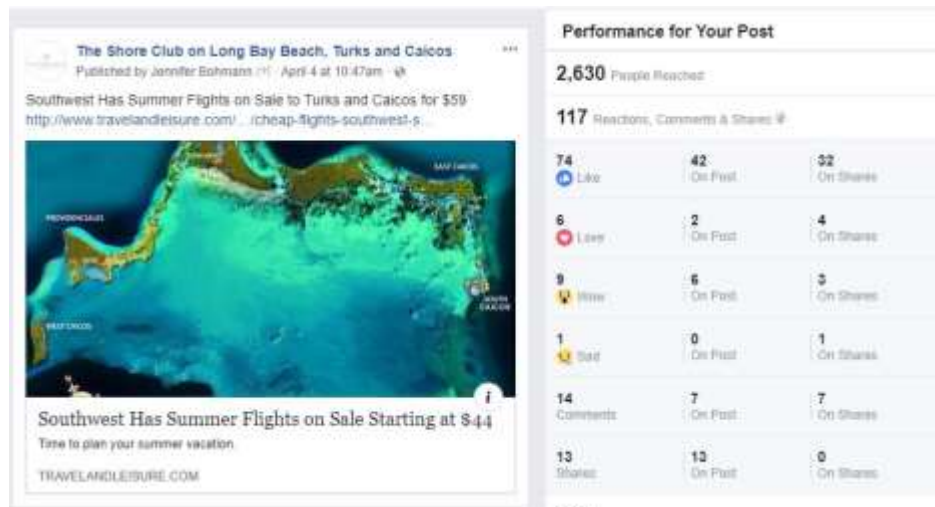 The Shore Club on Long Bay Beach, Turks and Caicos
Published by Jennifer Bohmann · April 4 at 10:47am ·
Southwest Has Summer Flights on Sale to Turks and Caicos for $59
http://www.travelandleisure.com/.../cheap-flights-southwest-s...
EAST CAICOS
PROVIDENCIALES
SOUTH CAICOS
WEST CAICOS
i
Southwest Has Summer Flights on Sale Starting at $44
Time to plan your summer vacation.
TRAVELANDLEISURE.COM
Performance for Your Post
2,630 People Reached
117 Reactions, Comments & Shares
74 42 32
Like On Post On Shares
6 2 4
Love On Post On Shares
9 6 3
Wow On Post On Shares
1 0 1
Sad On Post On Shares
14 7 7
Comments On Post On Shares
13 13 0
Shares On Post On Shares